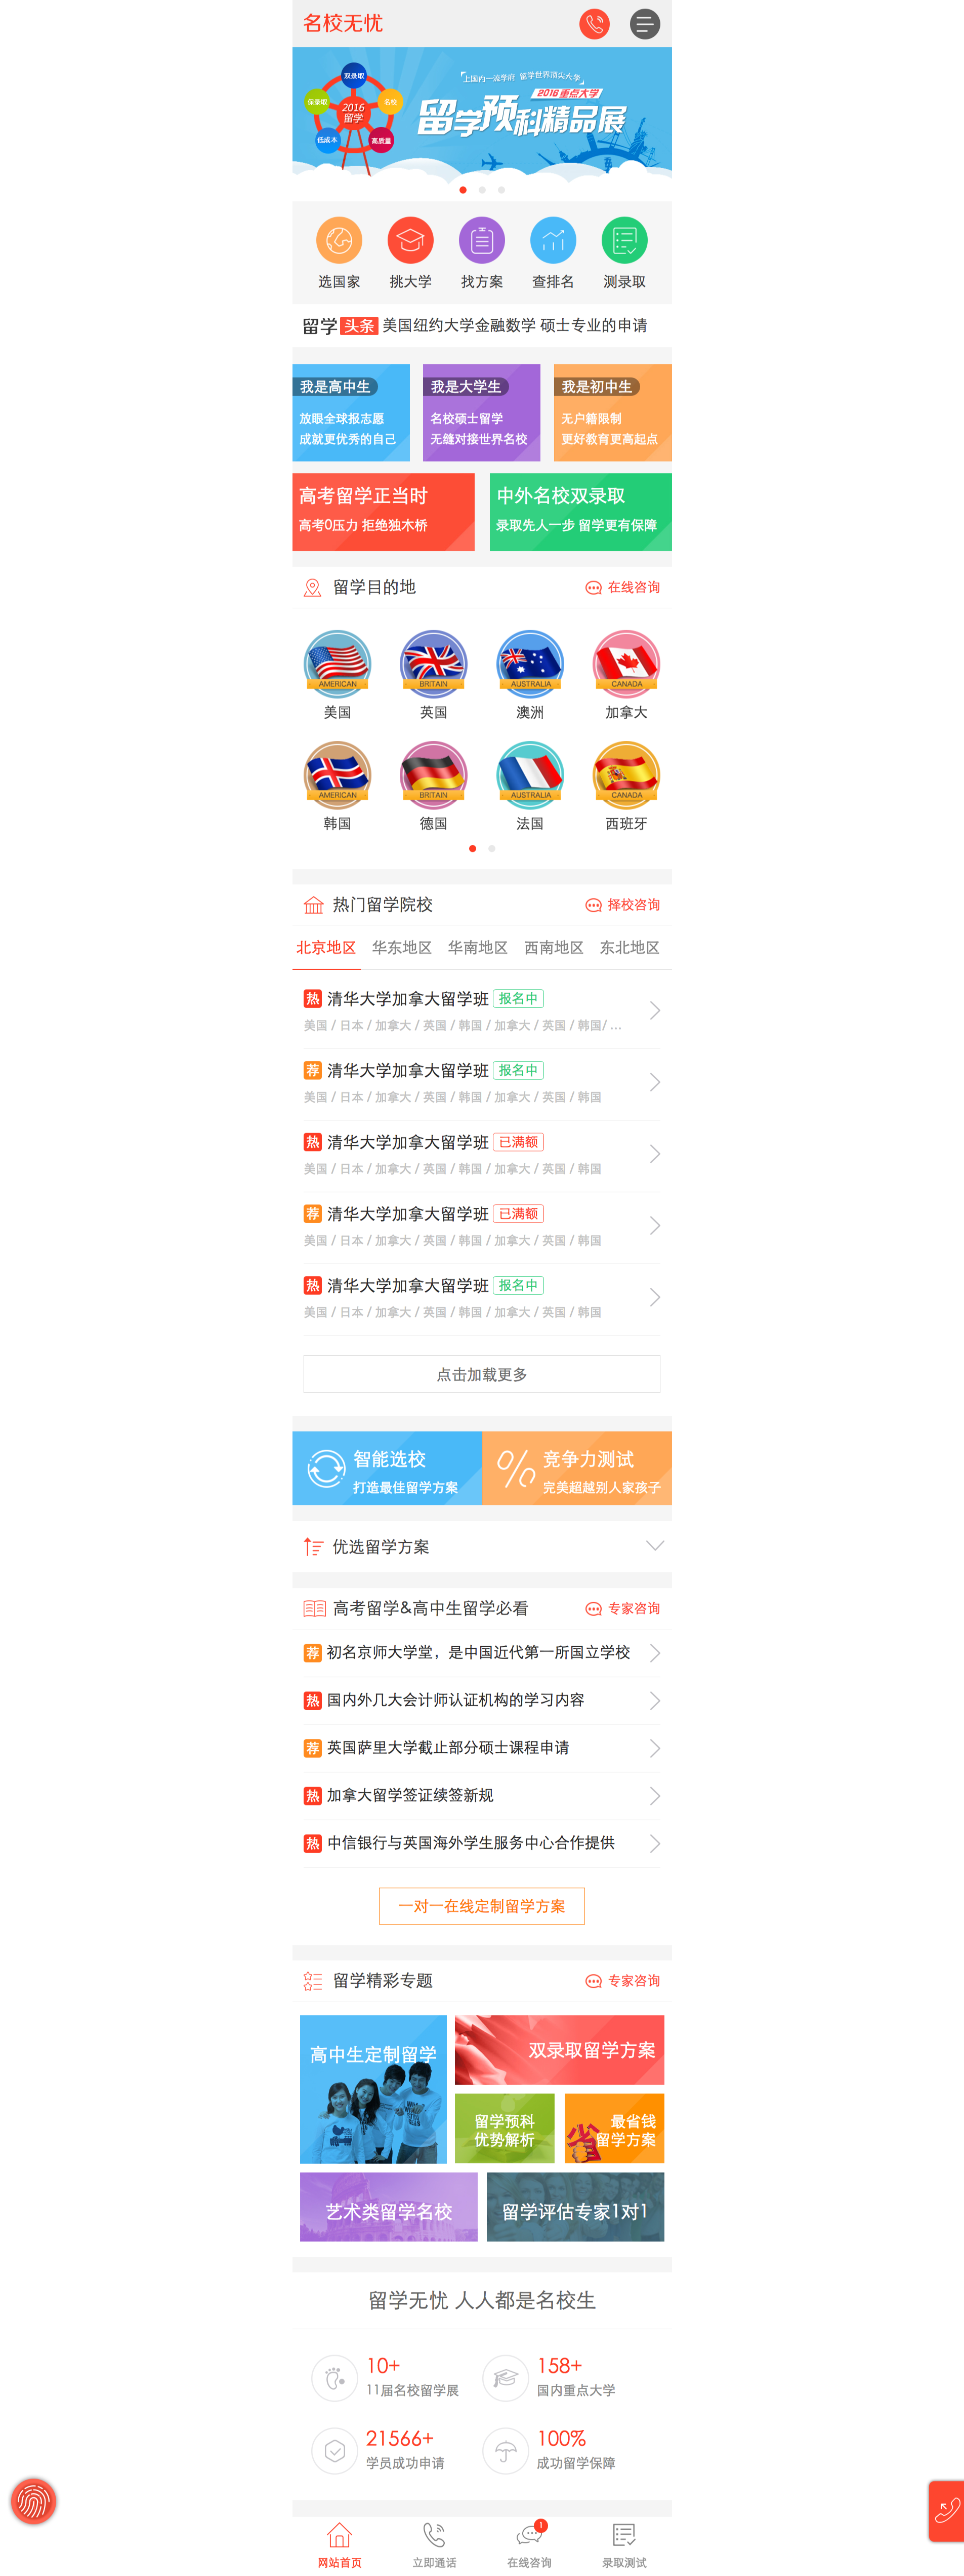 名校无忧
双录取
保录取
名校
2016
留学
低成本
高质量
上国内一流学府 留学世界顶尖大学
2016重点大学
留学预科精品展
选国家
挑大学
找方案
查排名
测录取
留学 头条 美国纽约大学金融数学 硕士专业的申请
我是高中生
放眼全球报志愿
成就更优秀的自己
我是大学生
名校硕士留学
无缝对接世界名校
我是初中生
无户籍限制
更好教育更高起点
高考留学正当时
高考0压力 拒绝独木桥
中外名校双录取
录取先人一步 留学更有保障
留学目的地
在线咨询
AMERICAN
BRITAIN
AUSTRALIA
CANADA
美国
英国
澳洲
加拿大
AMERICAN
BRITAIN
AUSTRALIA
CANADA
韩国
德国
法国
西班牙
热门留学院校
择校咨询
北京地区
华东地区
华南地区
西南地区
东北地区
热 清华大学加拿大留学班 报名中
美国 / 日本 / 加拿大 / 英国 / 韩国 / 加拿大 / 英国 / 韩国/ ...
荐 清华大学加拿大留学班 报名中
美国 / 日本 / 加拿大 / 英国 / 韩国 / 加拿大 / 英国 / 韩国
热 清华大学加拿大留学班 已满额
美国 / 日本 / 加拿大 / 英国 / 韩国 / 加拿大 / 英国 / 韩国
荐 清华大学加拿大留学班 已满额
美国 / 日本 / 加拿大 / 英国 / 韩国 / 加拿大 / 英国 / 韩国
热 清华大学加拿大留学班 报名中
美国 / 日本 / 加拿大 / 英国 / 韩国 / 加拿大 / 英国 / 韩国
点击加载更多
智能选校
打造最佳留学方案
竞争力测试
完美超越别人家孩子
优选留学方案
高考留学&高中生留学必看
专家咨询
荐 初名京师大学堂，是中国近代第一所国立学校
热 国内外几大会计师认证机构的学习内容
荐 英国萨里大学截止部分硕士课程申请
热 加拿大留学签证续签新规
热 中信银行与英国海外学生服务中心合作提供
一对一在线定制留学方案
留学精彩专题
专家咨询
高中生定制留学
双录取留学方案
留学预科
优势解析
省
最省钱
留学方案
艺术类留学名校
留学评估专家1对1
留学无忧 人人都是名校生
10+
11届名校留学展
158+
国内重点大学
21566+
学员成功申请
100%
成功留学保障
网站首页
立即通话
1
在线咨询
录取测试